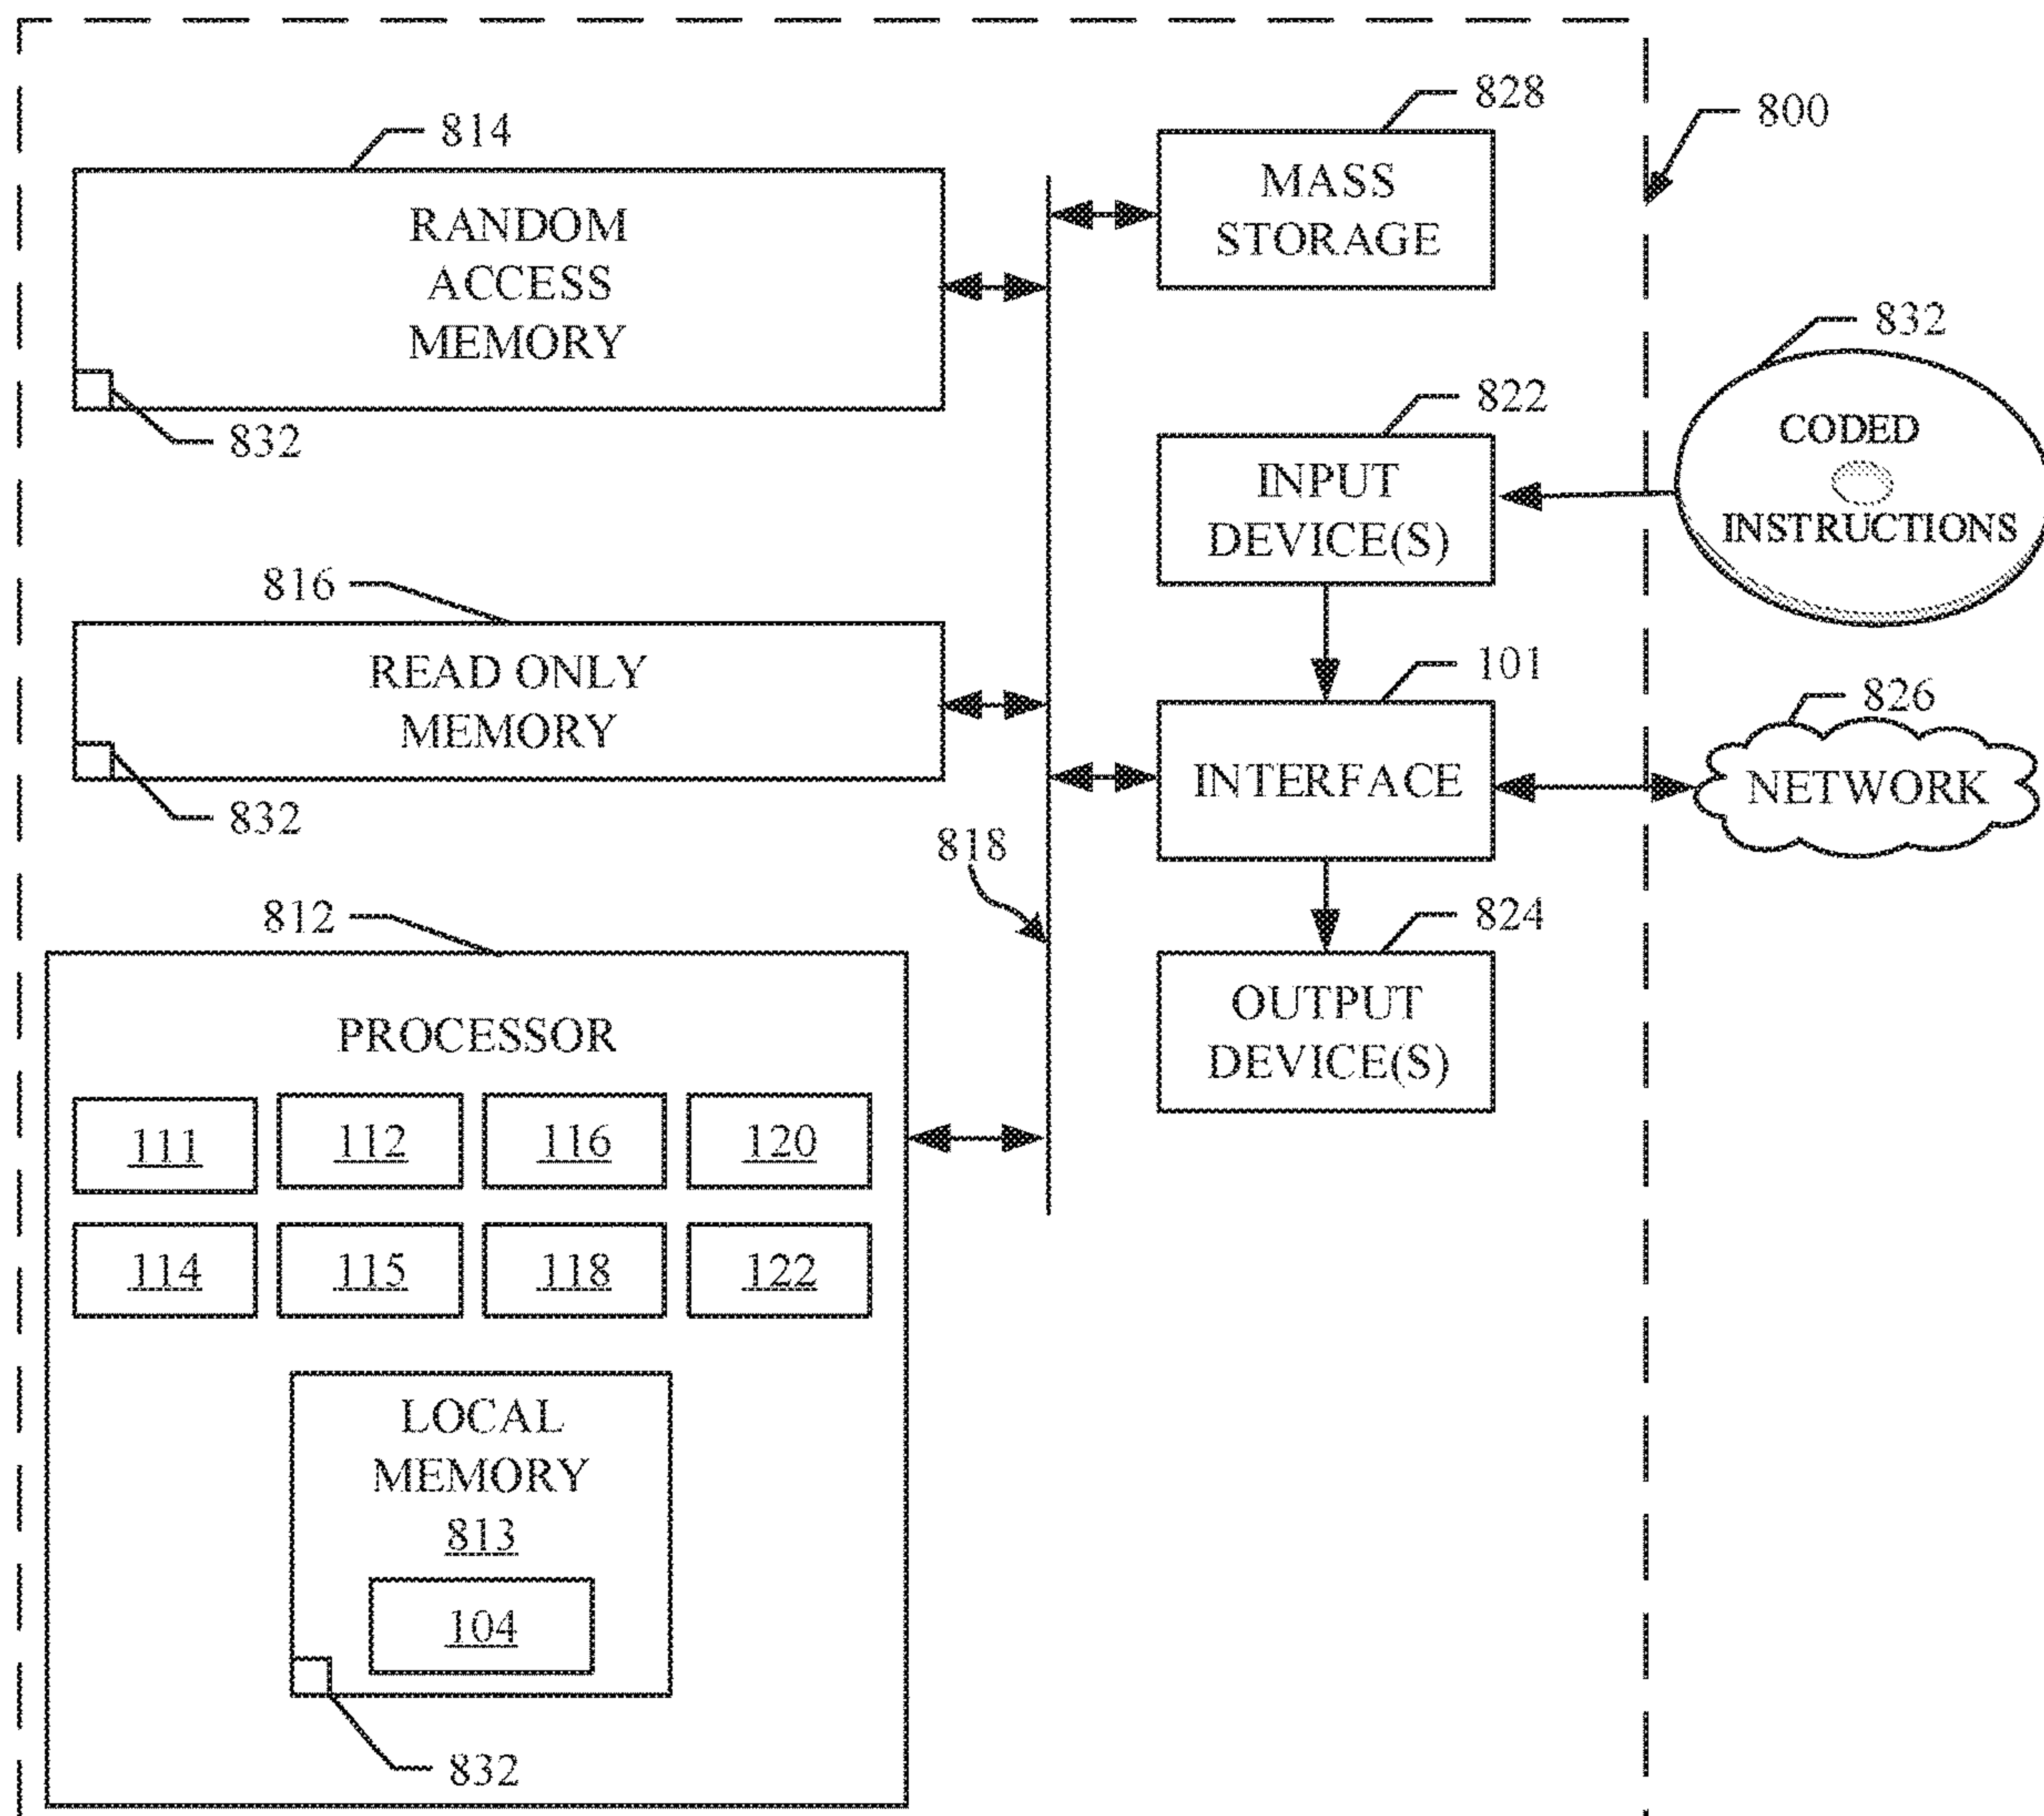 828
800
814
MASS
STORAGE
RANDOM
ACCESS
MEMORY
832
832
822
CODED
INSTRUCTIONS
INPUT
DEVICE(S)
816
101
READ ONLY
MEMORY
826
INTERFACE
NETWORK
832
818
812
824
OUTPUT
DEVICE(S)
PROCESSOR
111 112 116 120
114 115 118 122
LOCAL
MEMORY
813
104
832